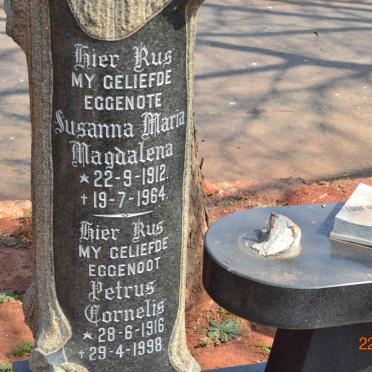 Hier Rus
MY GELIEFDE
EGGENOTE
Susanna Maria
Magdalena
* 22-9-1912.
† 19-7-1964.
Hier Rus
MY GELIEFDE
EGGENOOT
Petrus
Cornelis
* 28-6-1916
† 29-4-1998.
22